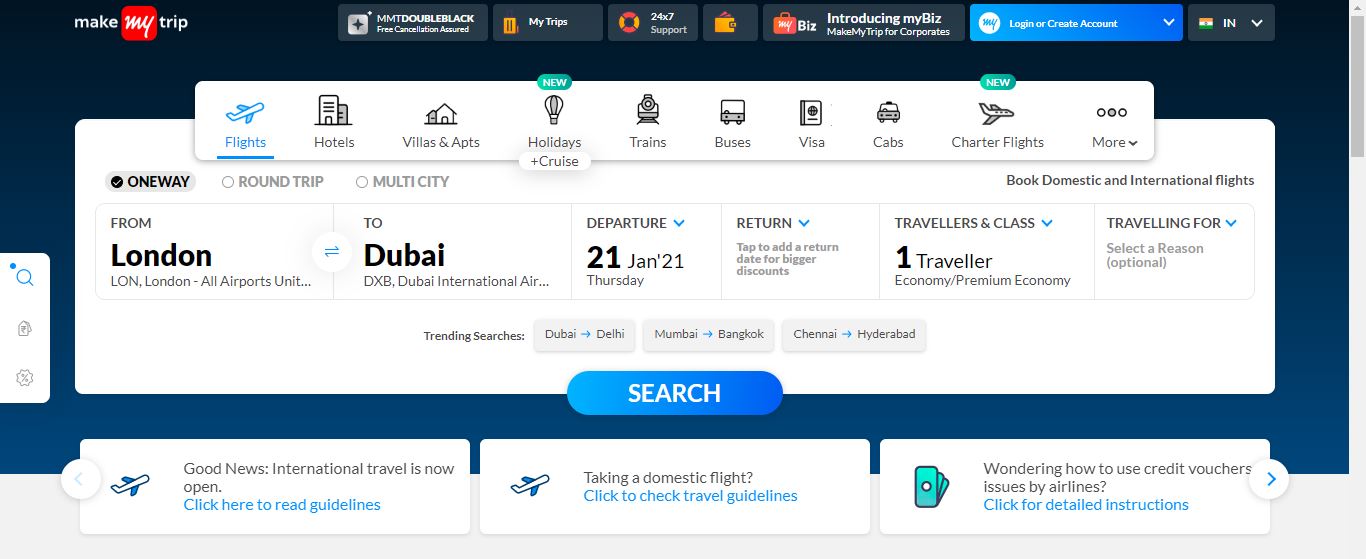 make my trip
MMTDOUBLEBLACK
Free Cancellation Assured
My Trips
24x7
Support
my Biz
Introducing myBiz
MakeMyTrip for Corporates
my
Login or Create Account
IN
NEW
NEW
Flights
Hotels
Villas & Apts
Holidays
Trains
Buses
Visa
Cabs
Charter Flights
More
+Cruise
ONEWAY
ROUND TRIP
MULTI CITY
Book Domestic and International flights
FROM
London
LON, London - All Airports Unit...
TO
Dubai
DXB, Dubai International Air...
DEPARTURE
21 Jan'21
Thursday
RETURN
Tap to add a return
date for bigger
discounts
TRAVELLERS & CLASS
1 Traveller
Economy/Premium Economy
TRAVELLING FOR
Select a Reason
(optional)
Trending Searches:
Dubai → Delhi
Mumbai → Bangkok
Chennai → Hyderabad
SEARCH
Good News: International travel is now
open.
Click here to read guidelines
Taking a domestic flight?
Click to check travel guidelines
Wondering how to use credit vouchers
issues by airlines?
Click for detailed instructions